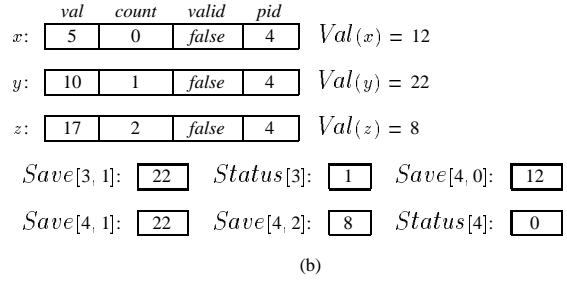 val count valid pid
x: 5 0 false 4 Val(x) = 12
y: 10 1 false 4 Val(y) = 22
z: 17 2 false 4 Val(z) = 8
Save[3, 1]: 22 Status[3]: 1 Save[4, 0]: 12
Save[4, 1]: 22 Save[4, 2]: 8 Status[4]: 0
(b)